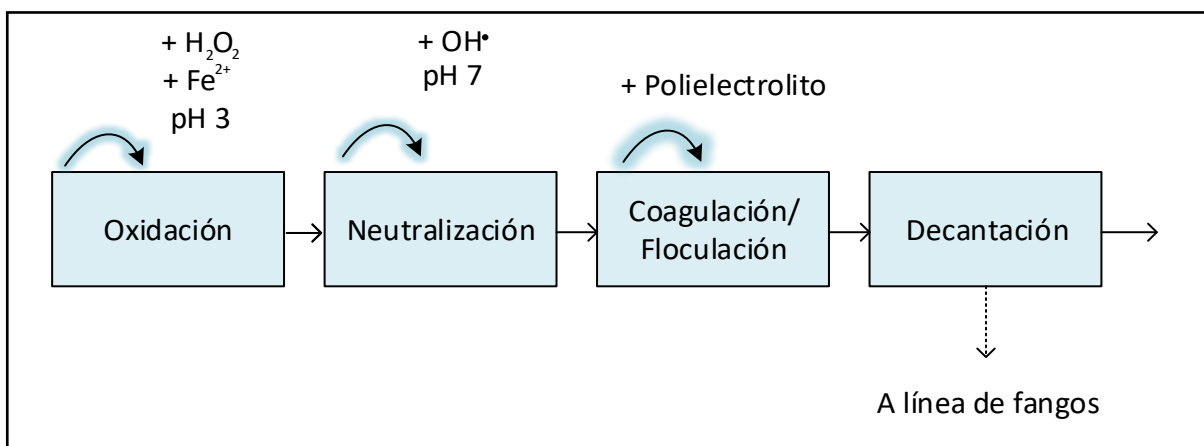 + H₂O₂
+ Fe²⁺
pH 3
+ OH•
pH 7
+ Polielectrolito
Oxidación
Neutralización
Coagulación/
Floculación
Decantación
A línea de fangos